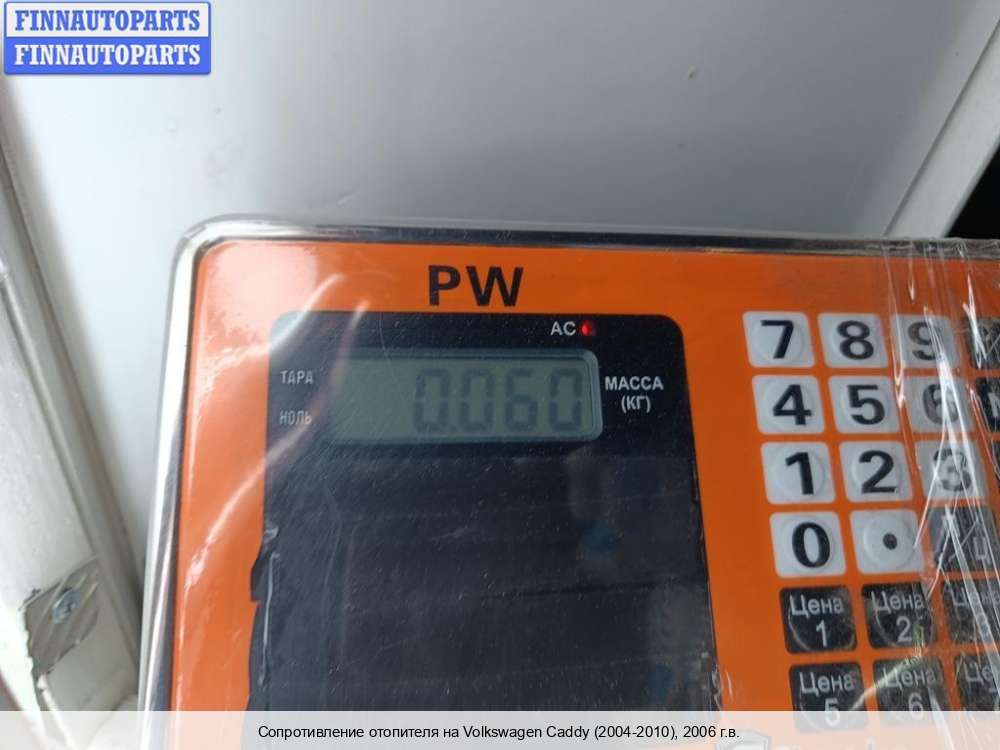 FINNAUTOPARTS
FINNAUTOPARTS
PW
AC
ТАРА
НОЛЬ
0.060
МАССА
(КГ)
7 8 9
4 5 6
1 2 3
0 .
Цена 1
Цена 2
Цена 5
Цена 6
Сопротивление отопителя на Volkswagen Caddy (2004-2010), 2006 г.в.